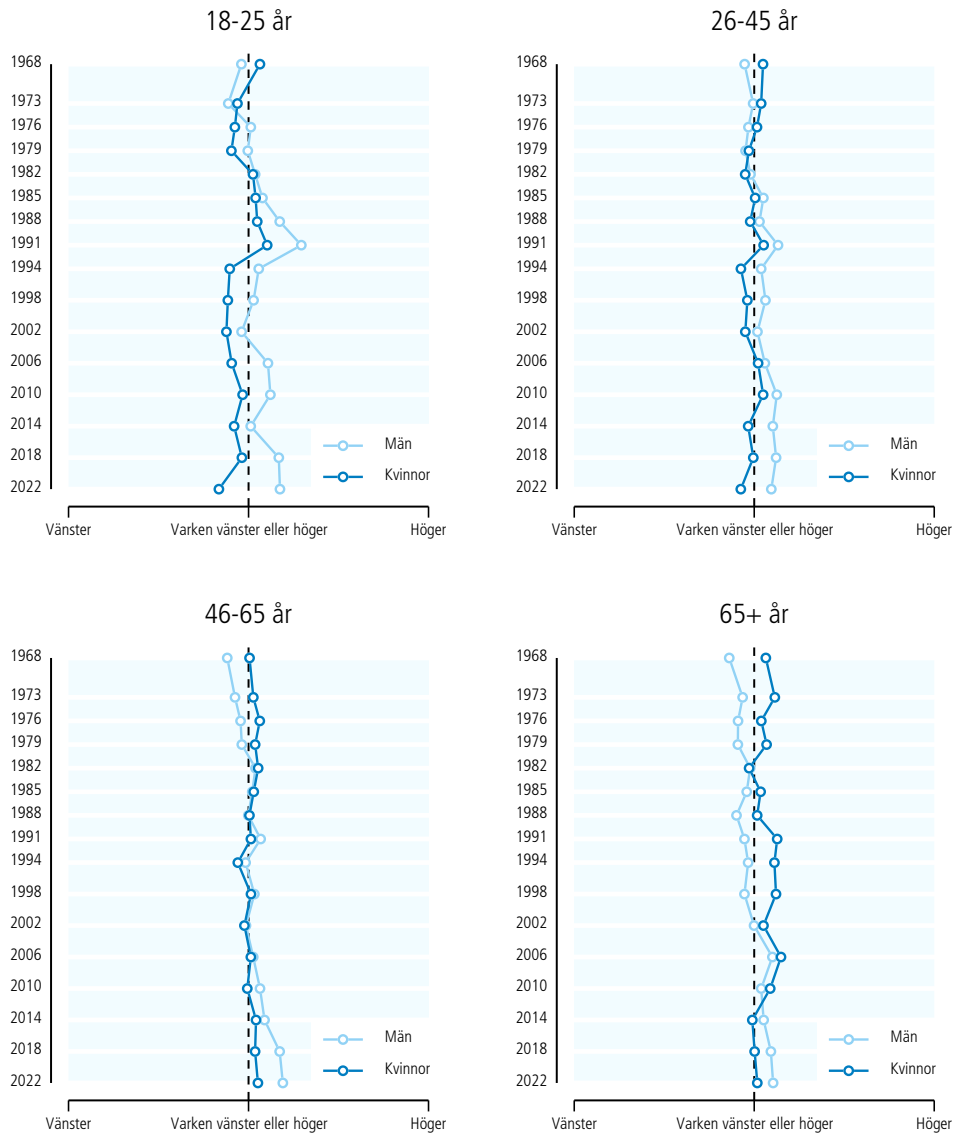 18-25 år
1968
1973
1976
1979
1982
1985
1988
1991
1994
1998
2002
2006
2010
2014
2018
2022
Män
Kvinnor
Vänster
Varken vänster eller höger
Höger
26-45 år
1968
1973
1976
1979
1982
1985
1988
1991
1994
1998
2002
2006
2010
2014
2018
2022
Män
Kvinnor
Vänster
Varken vänster eller höger
Höger
46-65 år
1968
1973
1976
1979
1982
1985
1988
1991
1994
1998
2002
2006
2010
2014
2018
2022
Män
Kvinnor
Vänster
Varken vänster eller höger
Höger
65+ år
1968
1973
1976
1979
1982
1985
1988
1991
1994
1998
2002
2006
2010
2014
2018
2022
Män
Kvinnor
Vänster
Varken vänster eller höger
Höger